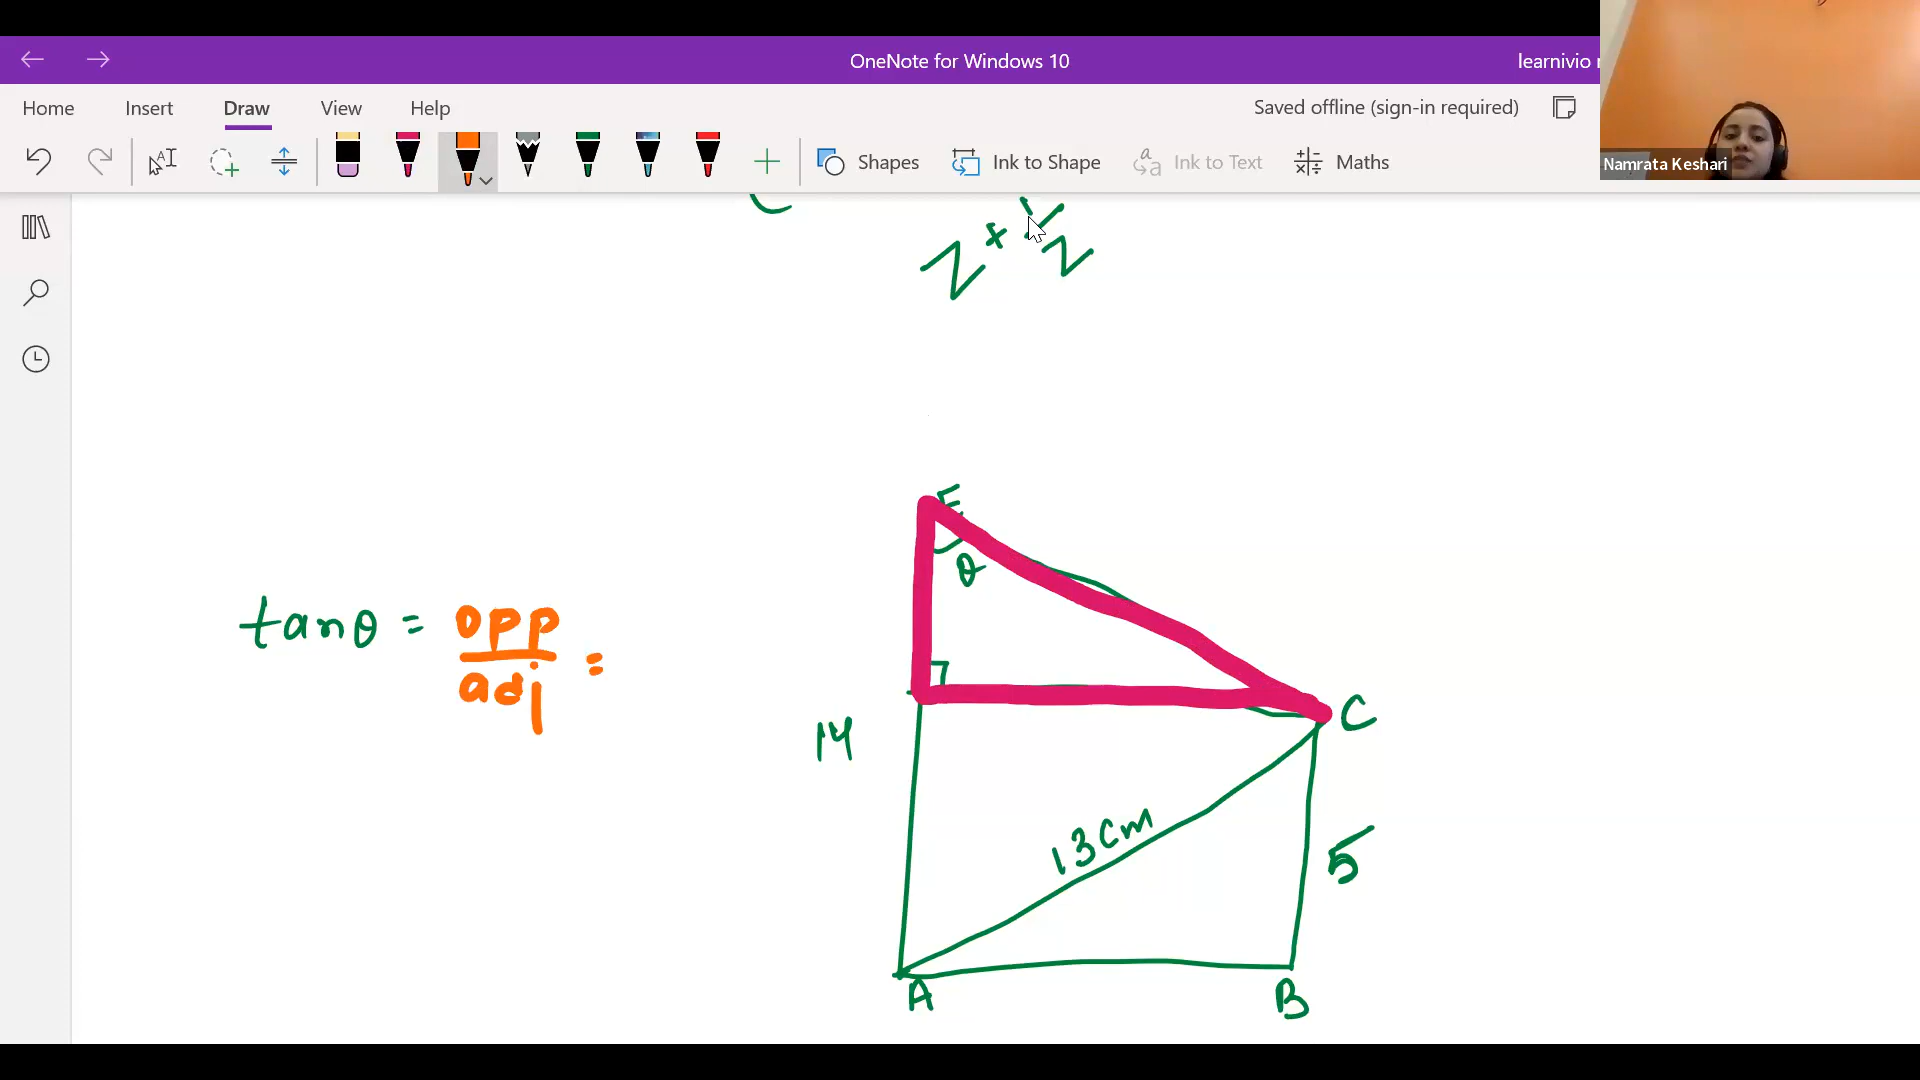 OneNote for Windows 10
learnivio
Home Insert Draw View Help
Saved offline (sign-in required)
Shapes Ink to Shape Ink to Text Maths
Namrata Keshari
z + 1/z
E
θ
tanθ = opp/adj =
14
C
13cm
5
A
B